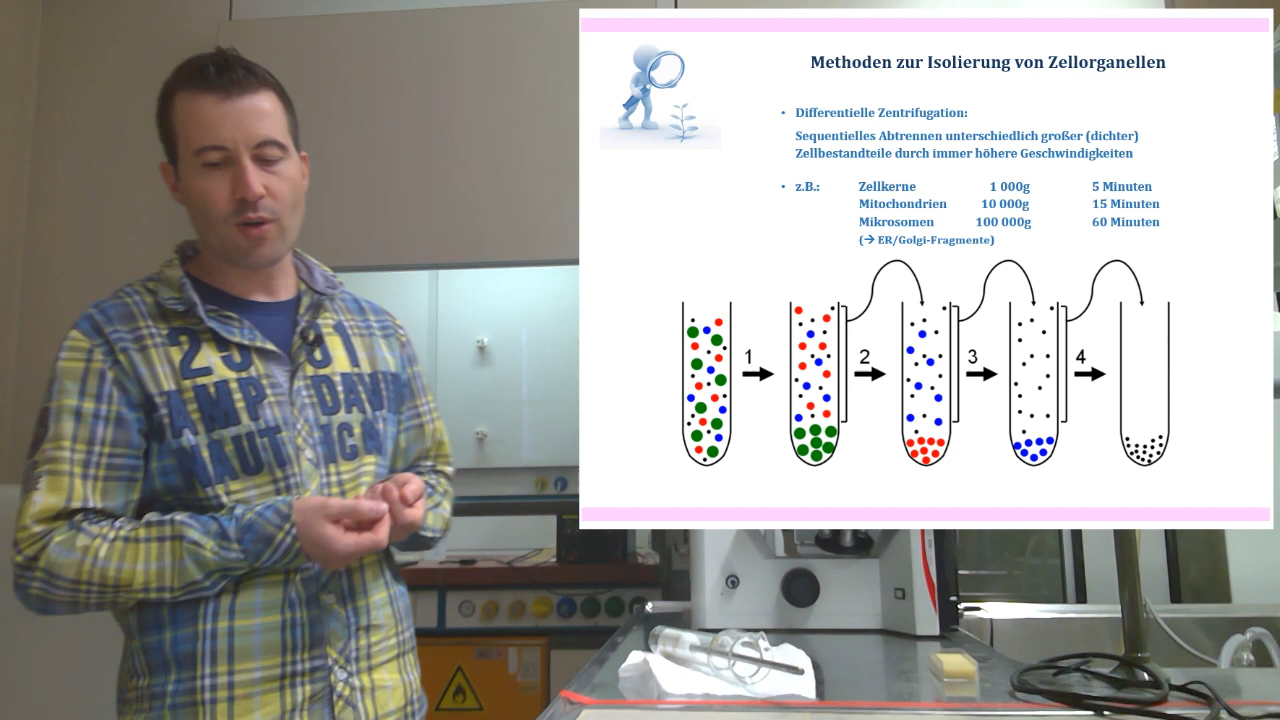 Methoden zur Isolierung von Zellorganellen
• Differentielle Zentrifugation:
Sequentielles Abtrennen unterschiedlich großer (dichter)
Zellbestandteile durch immer höhere Geschwindigkeiten
• z.B.: Zellkerne 1 000g 5 Minuten
Mitochondrien 10 000g 15 Minuten
Mikrosomen 100 000g 60 Minuten
(→ ER/Golgi-Fragmente)
1 2 3 4
AMP DAV
NAUT